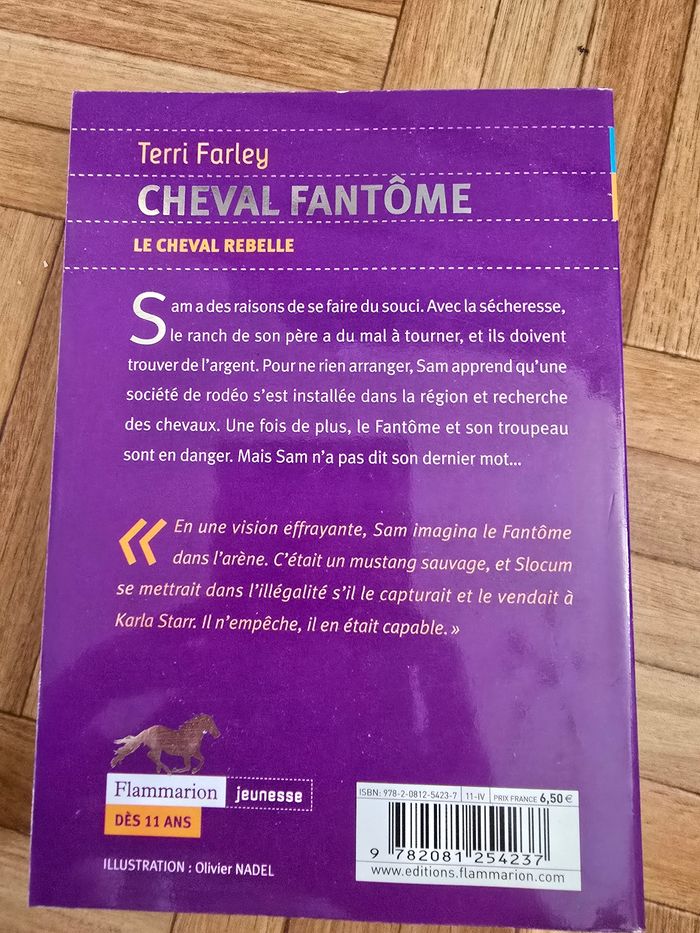 Terri Farley
CHEVAL FANTÔME
LE CHEVAL REBELLE
Sam a des raisons de se faire du souci. Avec la sécheresse,
le ranch de son père a du mal à tourner, et ils doivent
trouver de l'argent. Pour ne rien arranger, Sam apprend qu'une
société de rodéo s'est installée dans la région et recherche
des chevaux. Une fois de plus, le Fantôme et son troupeau
sont en danger. Mais Sam n'a pas dit son dernier mot...
« En une vision effrayante, Sam imagina le Fantôme
dans l'arène. C'était un mustang sauvage, et Slocum
se mettrait dans l'illégalité s'il le capturait et le vendait à
Karla Starr. Il n'empêche, il en était capable. »
Flammarion jeunesse
DÈS 11 ANS
ILLUSTRATION : Olivier NADEL
ISBN: 978-2-0812-5423-7 11-IV PRIX FRANCE 6,50 €
9 782081 254237
www.editions.flammarion.com